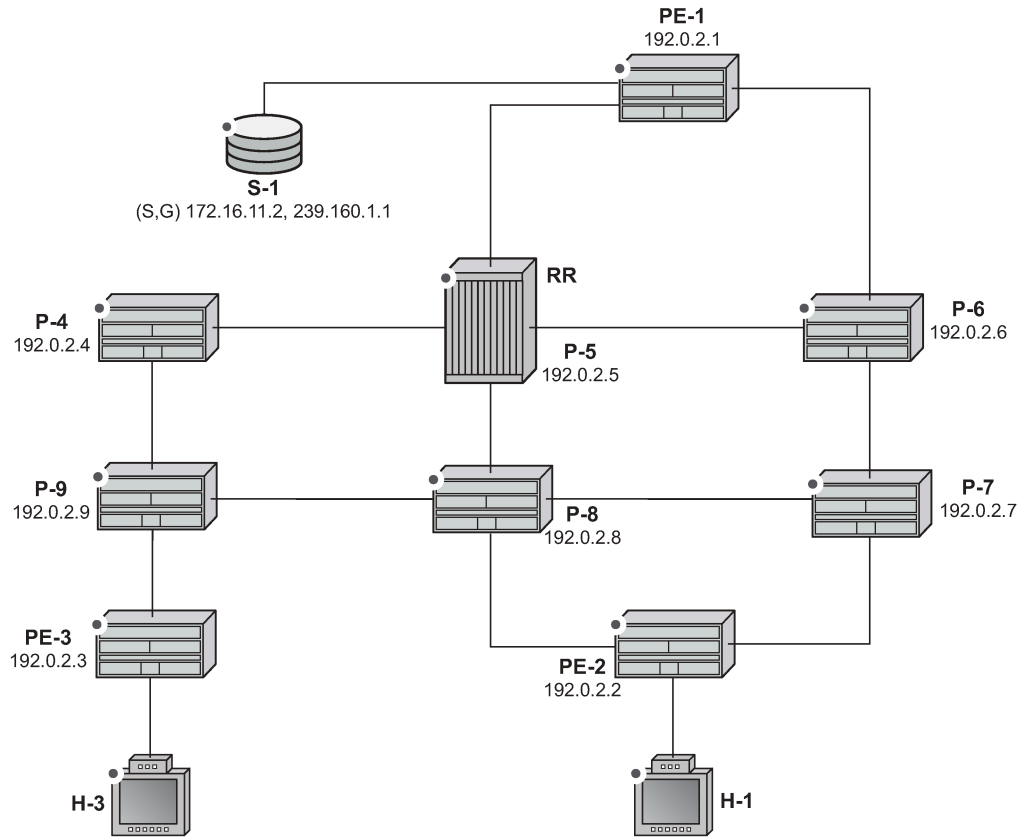 PE-1
192.0.2.1
S-1
(S,G) 172.16.11.2, 239.160.1.1
RR
P-4
192.0.2.4
P-5
192.0.2.5
P-6
192.0.2.6
P-9
192.0.2.9
P-8
192.0.2.8
P-7
192.0.2.7
PE-3
192.0.2.3
PE-2
192.0.2.2
H-3
H-1